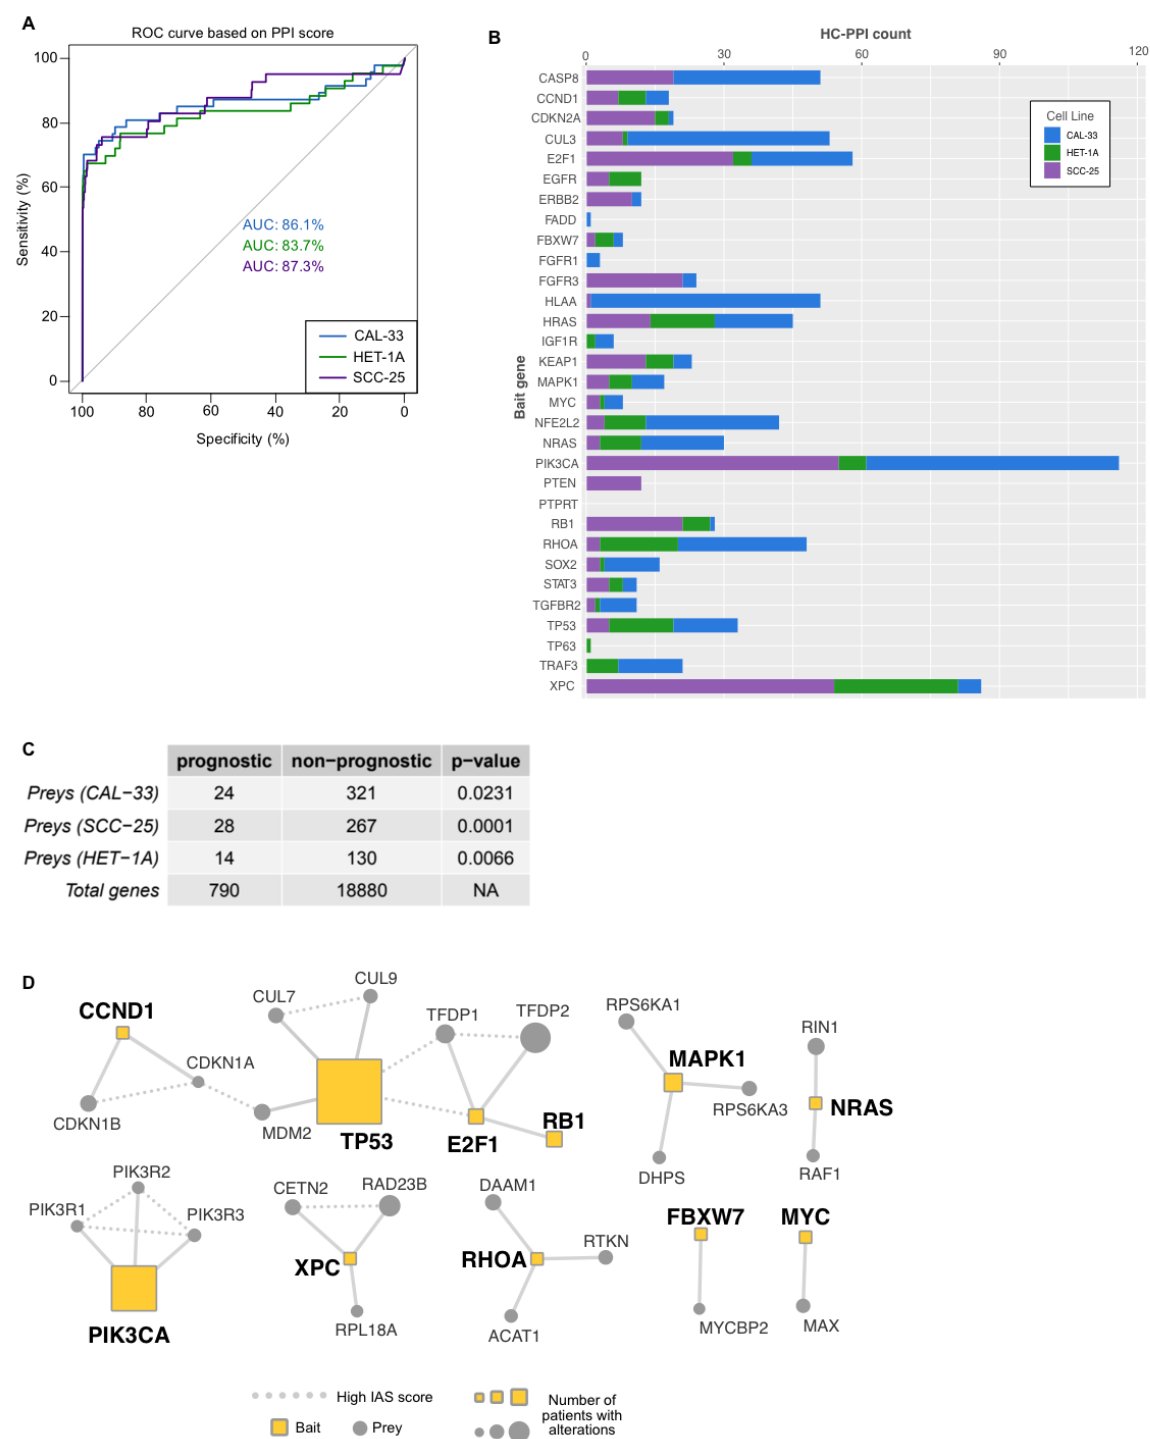 A
ROC curve based on PPI score
Sensitivity (%)
100
80
60
40
20
0
AUC: 86.1%
AUC: 83.7%
AUC: 87.3%
CAL-33
HET-1A
SCC-25
100 80 60 40 20 0
Specificity (%)
B
HC-PPI count
0 30 60 90 120
Bait gene
CASP8
CCND1
CDKN2A
CUL3
E2F1
EGFR
ERBB2
FADD
FBXW7
FGFR1
FGFR3
HLAA
HRAS
IGF1R
KEAP1
MAPK1
MYC
NFE2L2
NRAS
PIK3CA
PTEN
PTPRT
RB1
RHOA
SOX2
STAT3
TGFBR2
TP53
TP63
TRAF3
XPC
Cell Line
CAL-33
HET-1A
SCC-25
C
prognostic non−prognostic p−value
Preys (CAL−33) 24 321 0.0231
Preys (SCC−25) 28 267 0.0001
Preys (HET−1A) 14 130 0.0066
Total genes 790 18880 NA
D
CCND1
CDKN1A
CDKN1B
CUL7
CUL9
MDM2
TP53
TFDP1
TFDP2
E2F1
RB1
RPS6KA1
MAPK1
RPS6KA3
DHPS
RIN1
NRAS
RAF1
PIK3R2
PIK3R1
PIK3R3
PIK3CA
CETN2
RAD23B
XPC
RPL18A
DAAM1
RHOA
RTKN
ACAT1
FBXW7
MYCBP2
MYC
MAX
High IAS score
Bait
Prey
Number of
patients with
alterations